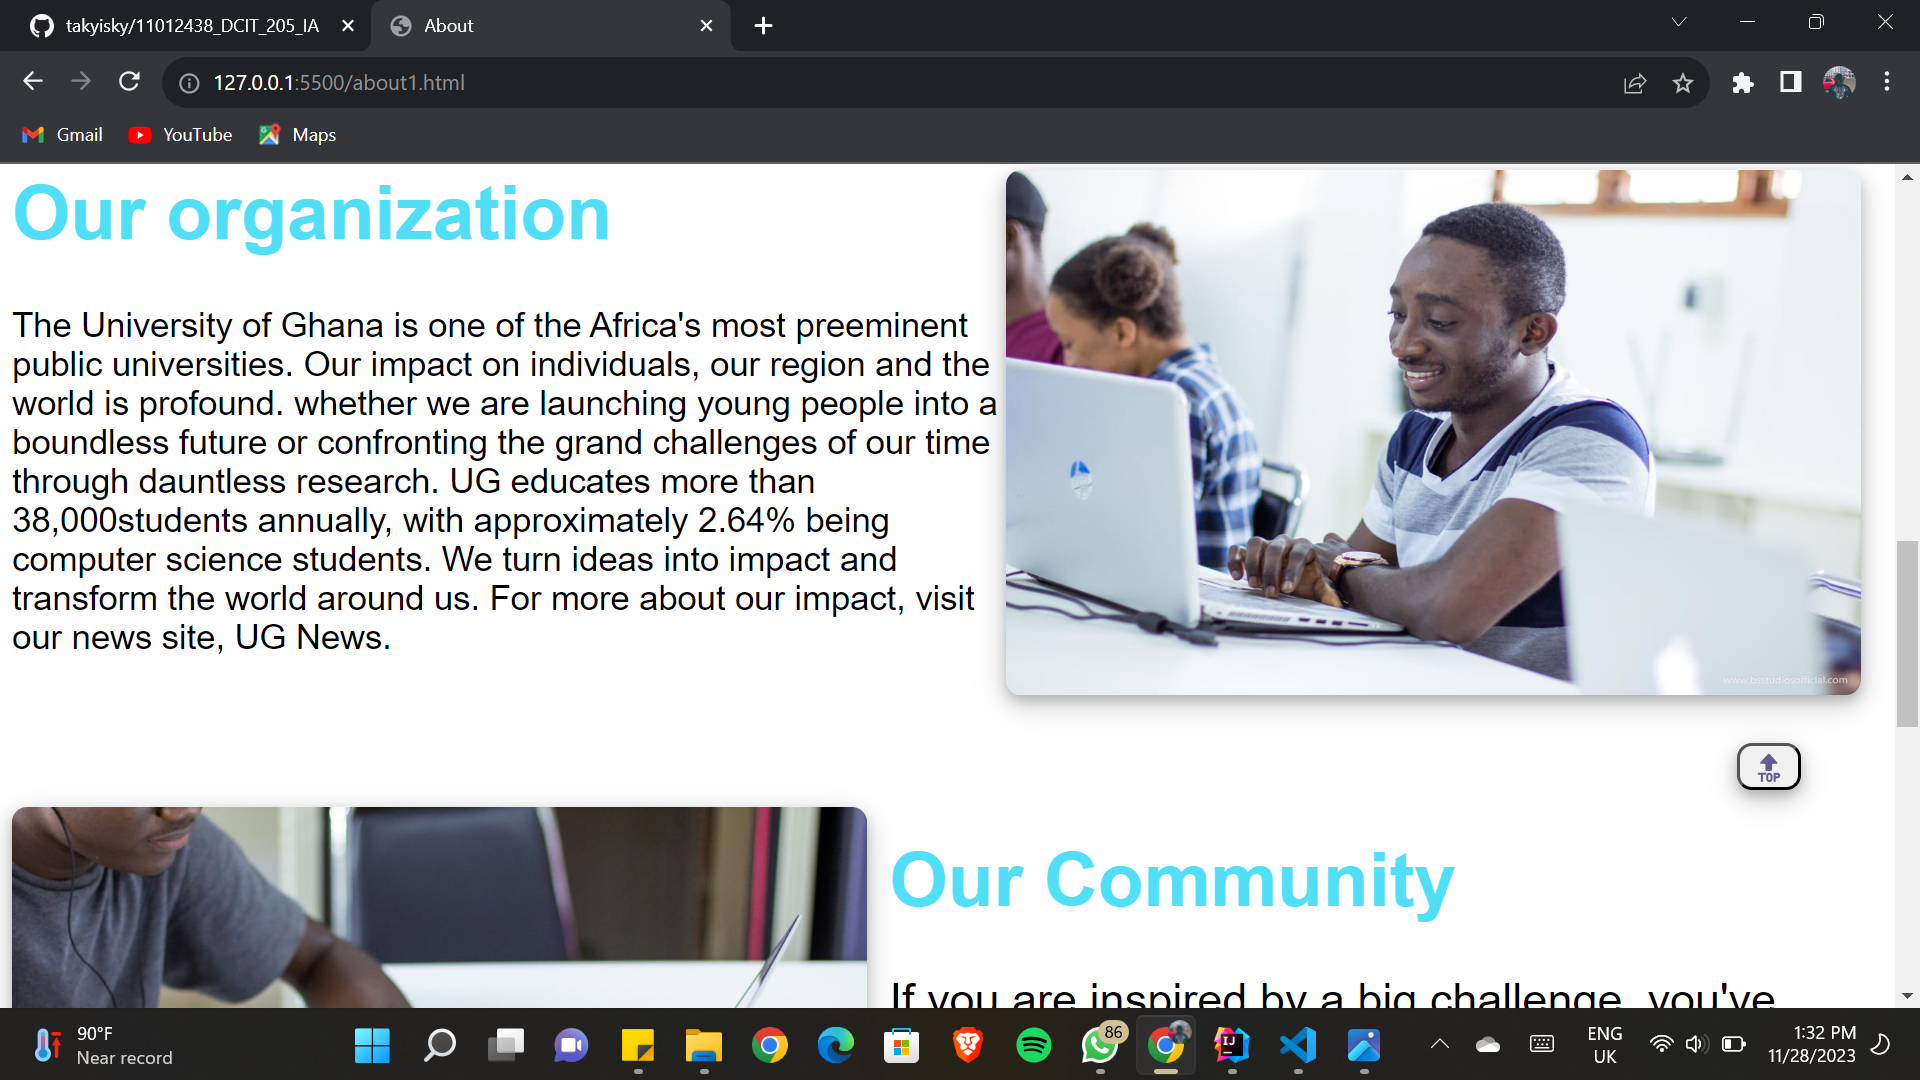 takyisky/11012438_DCIT_205_IA
About
127.0.0.1:5500/about1.html
Gmail
YouTube
Maps
Our organization
The University of Ghana is one of the Africa's most preeminent
public universities. Our impact on individuals, our region and the
world is profound. whether we are launching young people into a
boundless future or confronting the grand challenges of our time
through dauntless research. UG educates more than
38,000students annually, with approximately 2.64% being
computer science students. We turn ideas into impact and
transform the world around us. For more about our impact, visit
our news site, UG News.
www.bsstudiosofficial.com
TOP
Our Community
If you are inspired by a big challenge, you've
90°F
Near record
86
IJ
ENG
UK
1:32 PM
11/28/2023